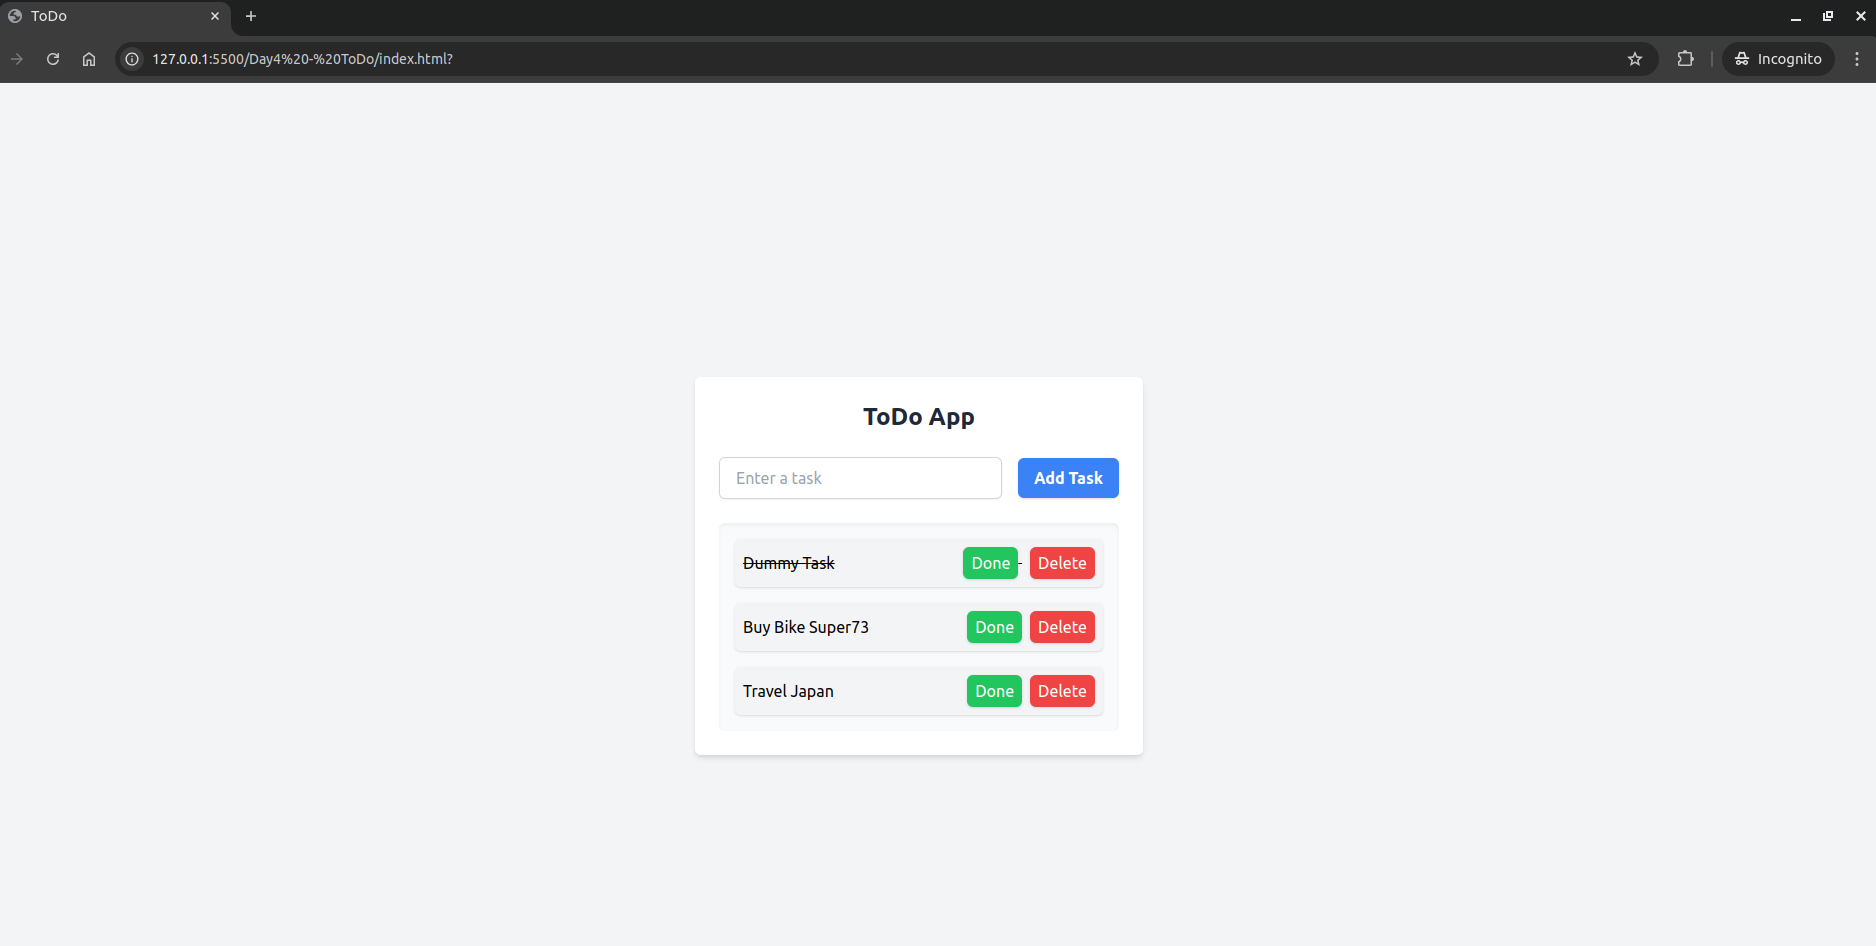 ToDo
127.0.0.1:5500/Day4%20-%20ToDo/index.html?
Incognito
ToDo App
Enter a task Add Task
Dummy Task Done Delete
Buy Bike Super73 Done Delete
Travel Japan Done Delete